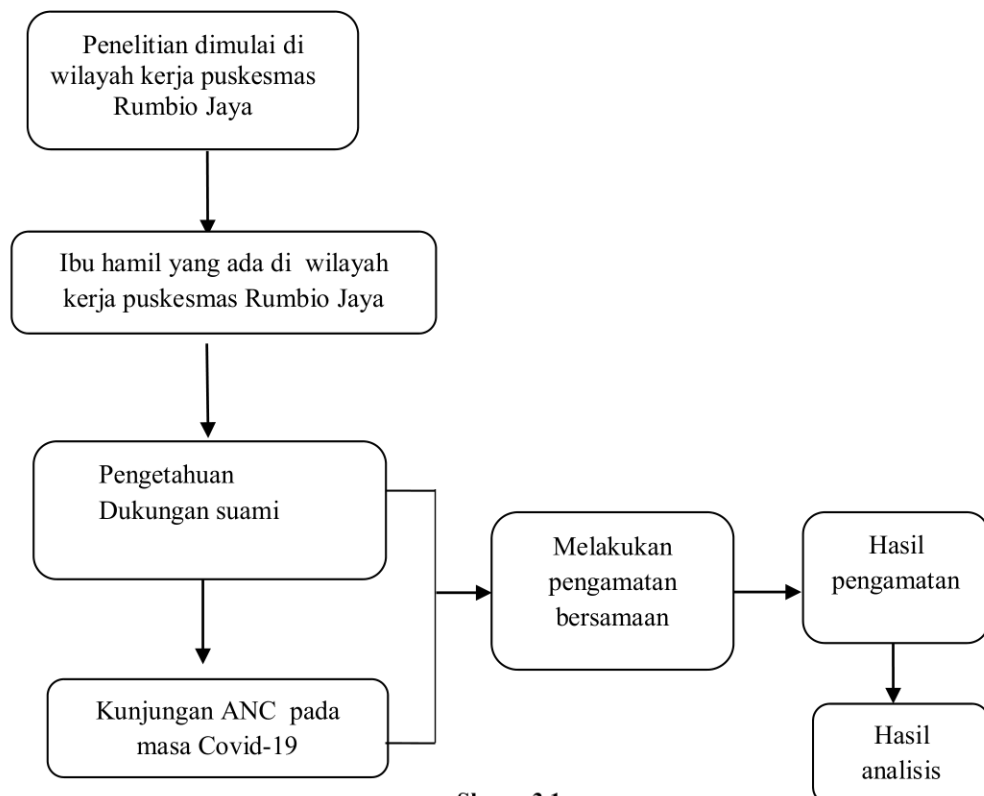 Penelitian dimulai di
wilayah kerja puskesmas
Rumbio Jaya
Ibu hamil yang ada di wilayah
kerja puskesmas Rumbio Jaya
Pengetahuan
Dukungan suami
Kunjungan ANC pada
masa Covid-19
Melakukan
pengamatan
bersamaan
Hasil
pengamatan
Hasil
analisis